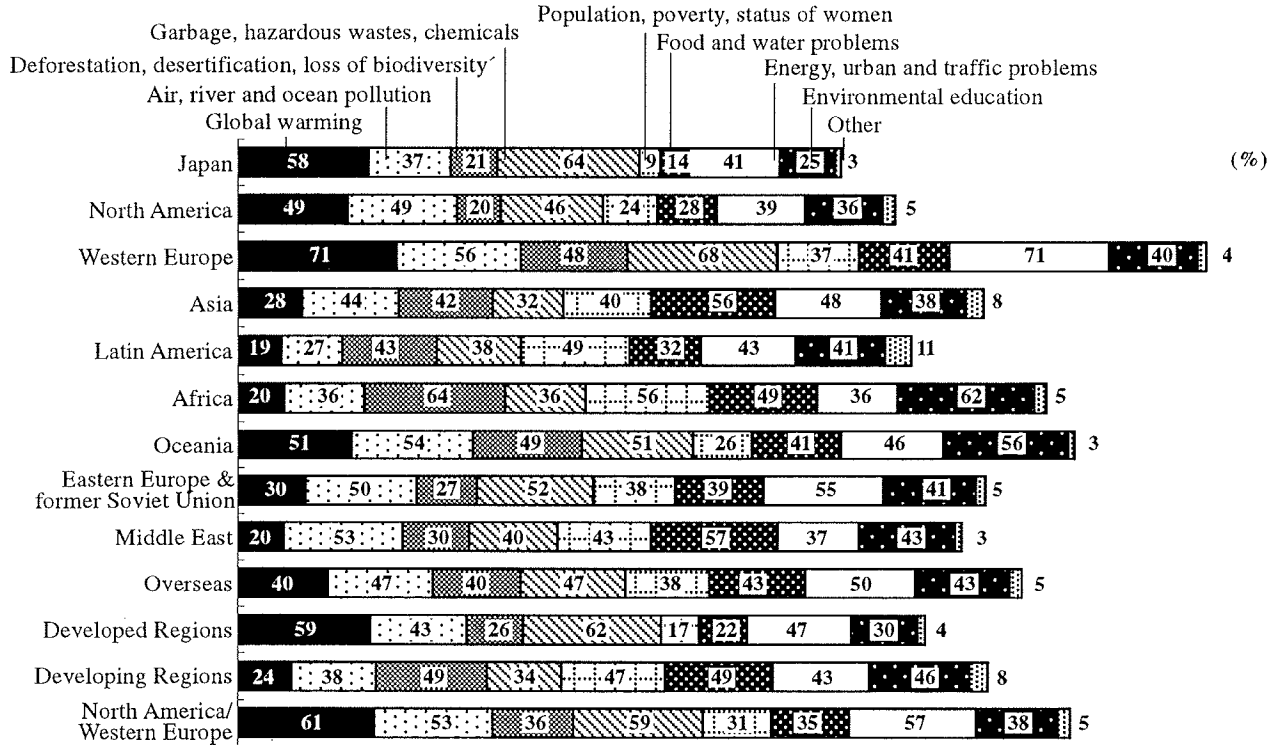 Population, poverty, status of women
Garbage, hazardous wastes, chemicals
Food and water problems
Deforestation, desertification, loss of biodiversity´
Energy, urban and traffic problems
Air, river and ocean pollution
Environmental education
Global warming
Other
Japan 58 37 21 64 9 14 41 25 3 (%)
North America 49 49 20 46 24 28 39 36 5
Western Europe 71 56 48 68 37 41 71 40 4
Asia 28 44 42 32 40 56 48 38 8
Latin America 19 27 43 38 49 32 43 41 11
Africa 20 36 64 36 56 49 36 62 5
Oceania 51 54 49 51 26 41 46 56 3
Eastern Europe &
former Soviet Union 30 50 27 52 38 39 55 41 5
Middle East 20 53 30 40 43 57 37 43 3
Overseas 40 47 40 47 38 43 50 43 5
Developed Regions 59 43 26 62 17 22 47 30 4
Developing Regions 24 38 49 34 47 49 43 46 8
North America/
Western Europe 61 53 36 59 31 35 57 38 5